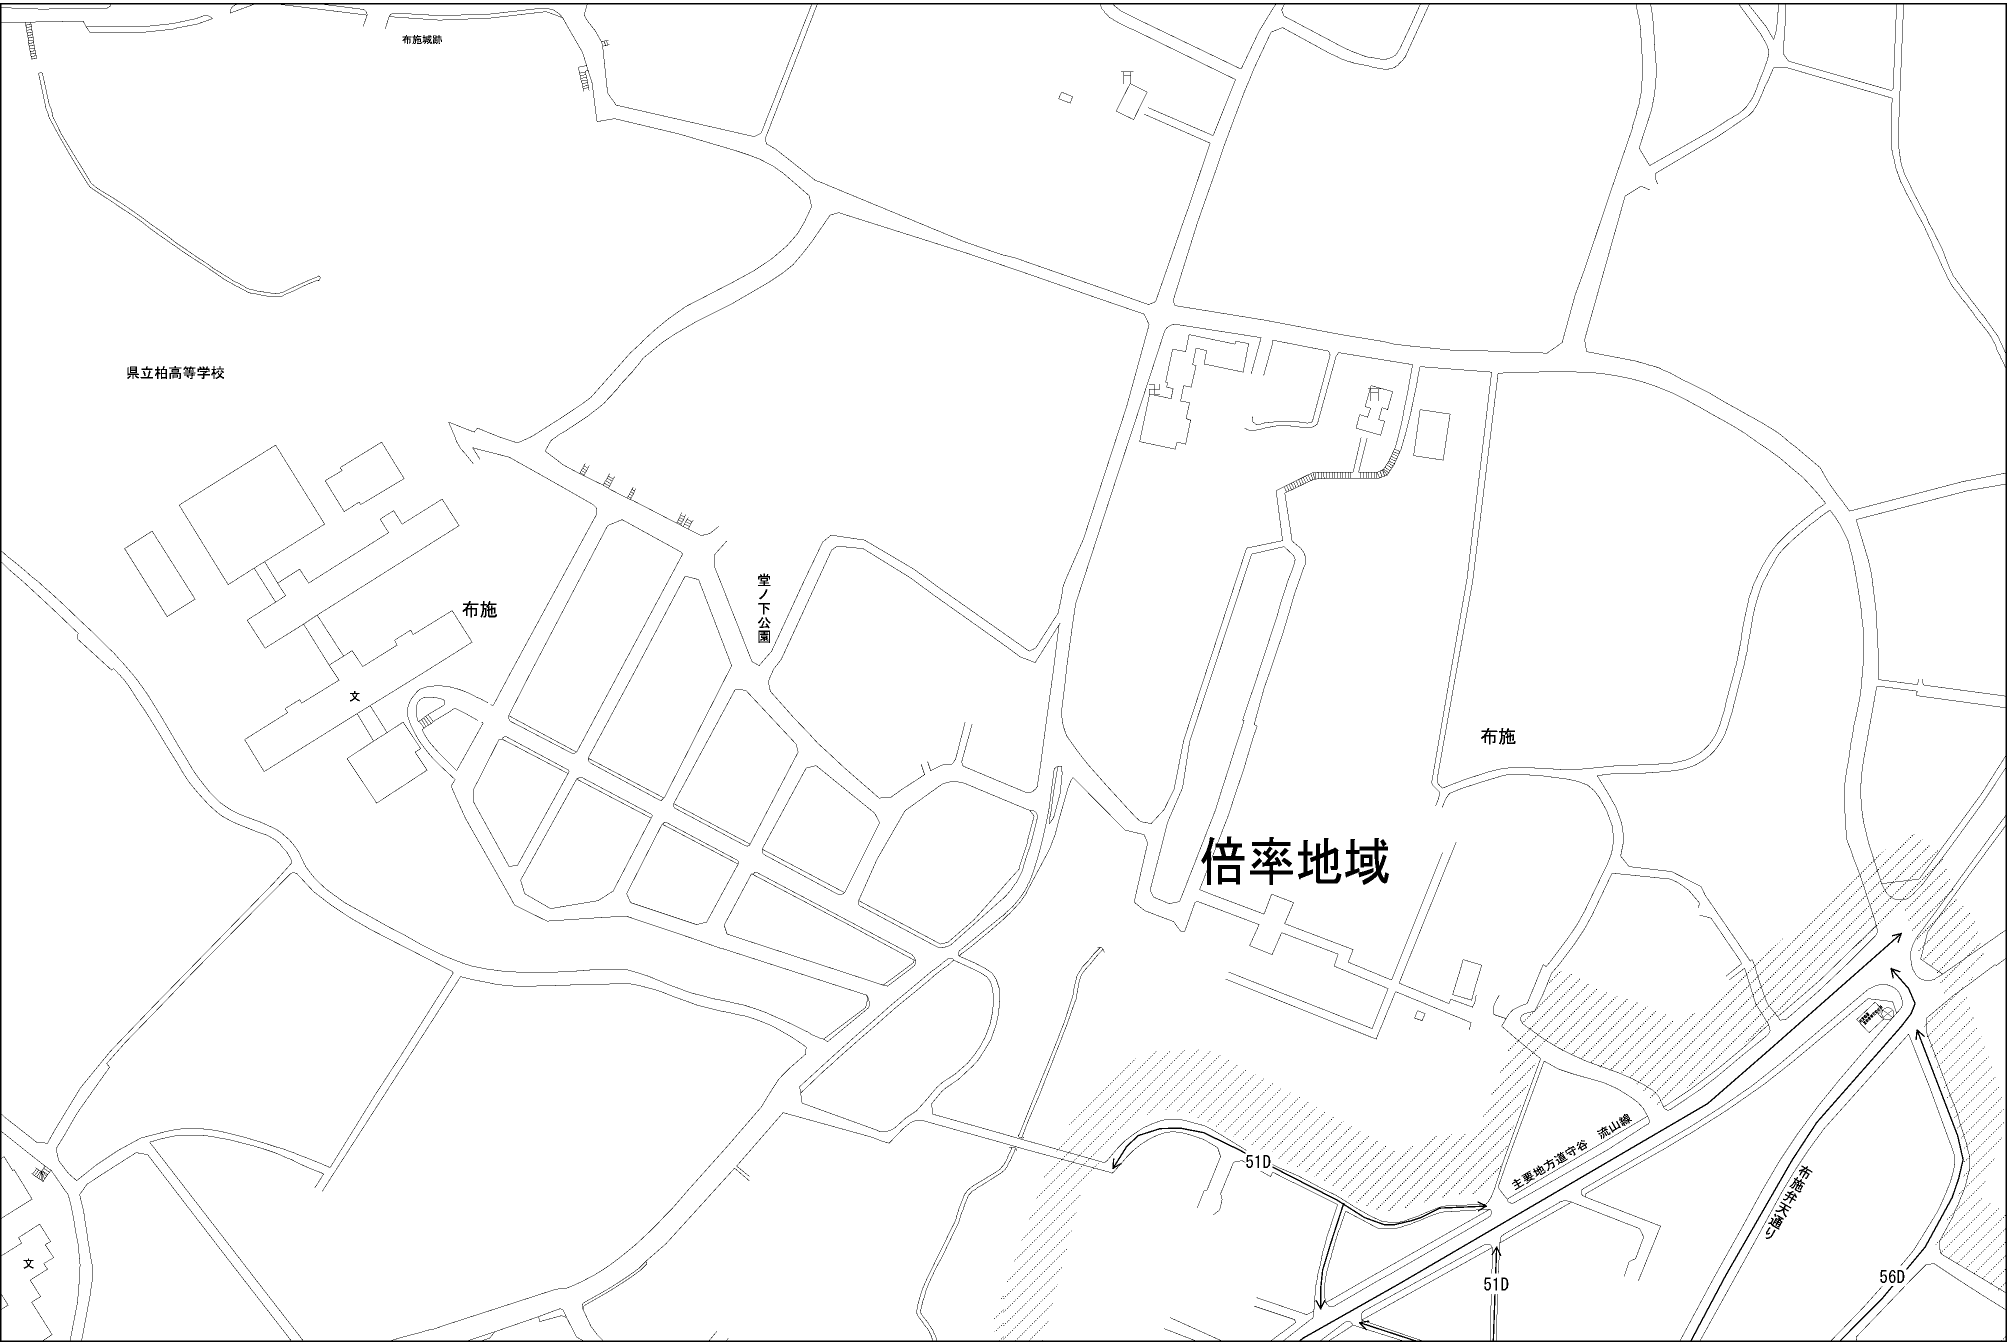 布施城跡
県立柏高等学校
布施
堂ノ下公園
文
布施
倍率地域
主要地方道守谷　流山線
51D
布施弁天通り
文
51D
56D